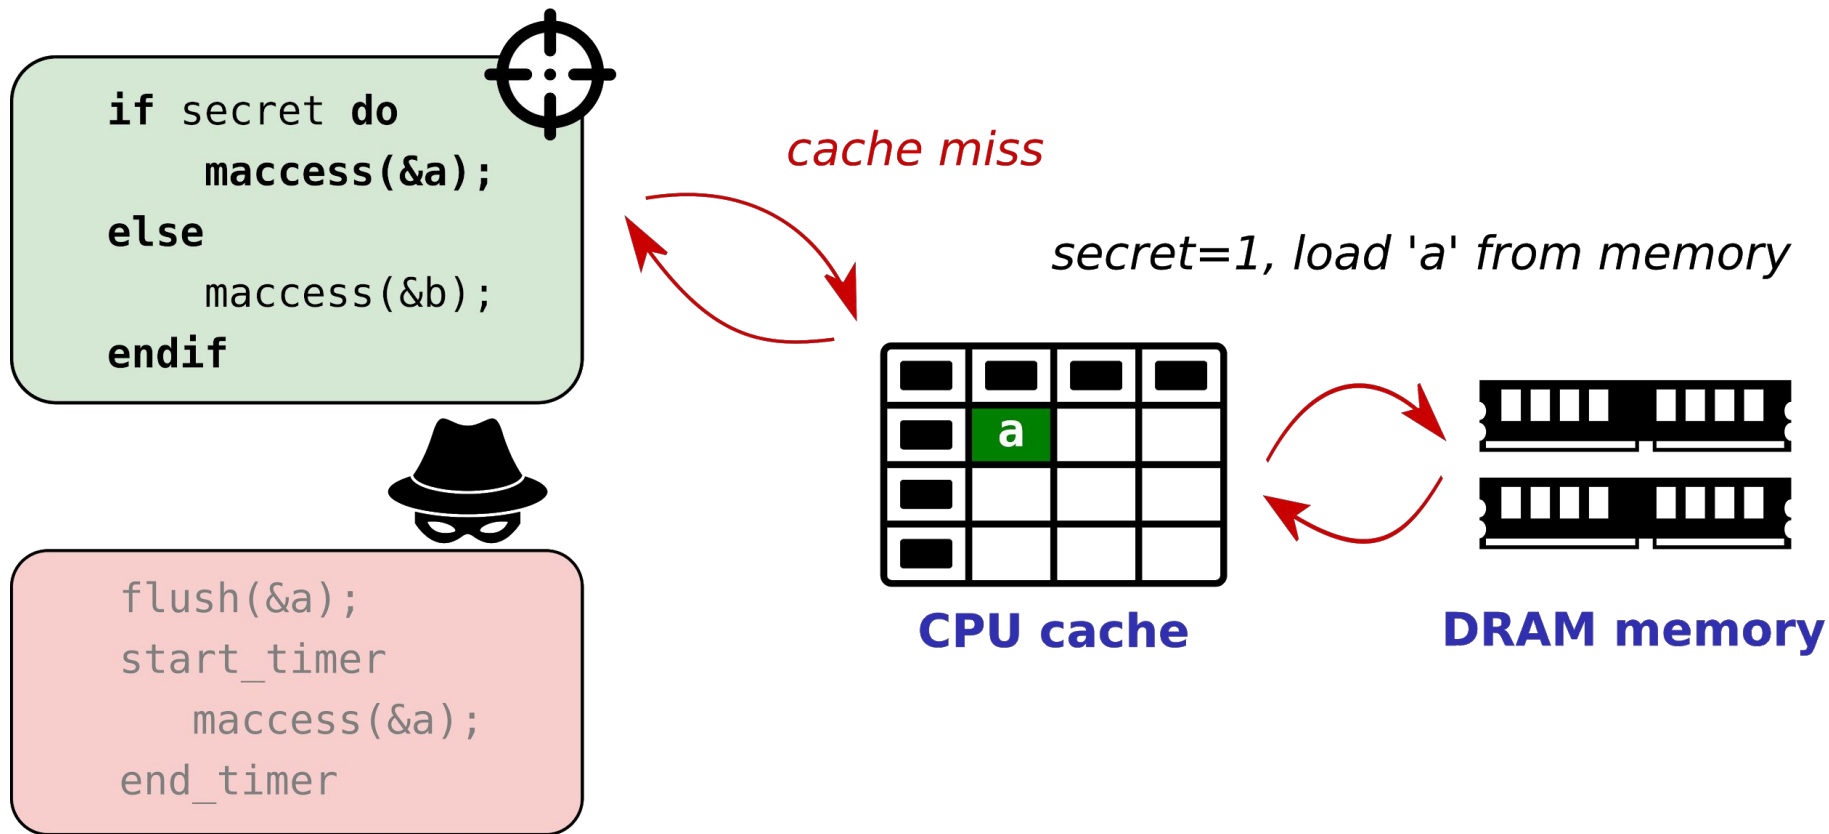 if secret do
maccess(&a);
else
maccess(&b);
endif
cache miss
secret=1, load 'a' from memory
a
CPU cache
DRAM memory
flush(&a);
start_timer
maccess(&a);
end_timer